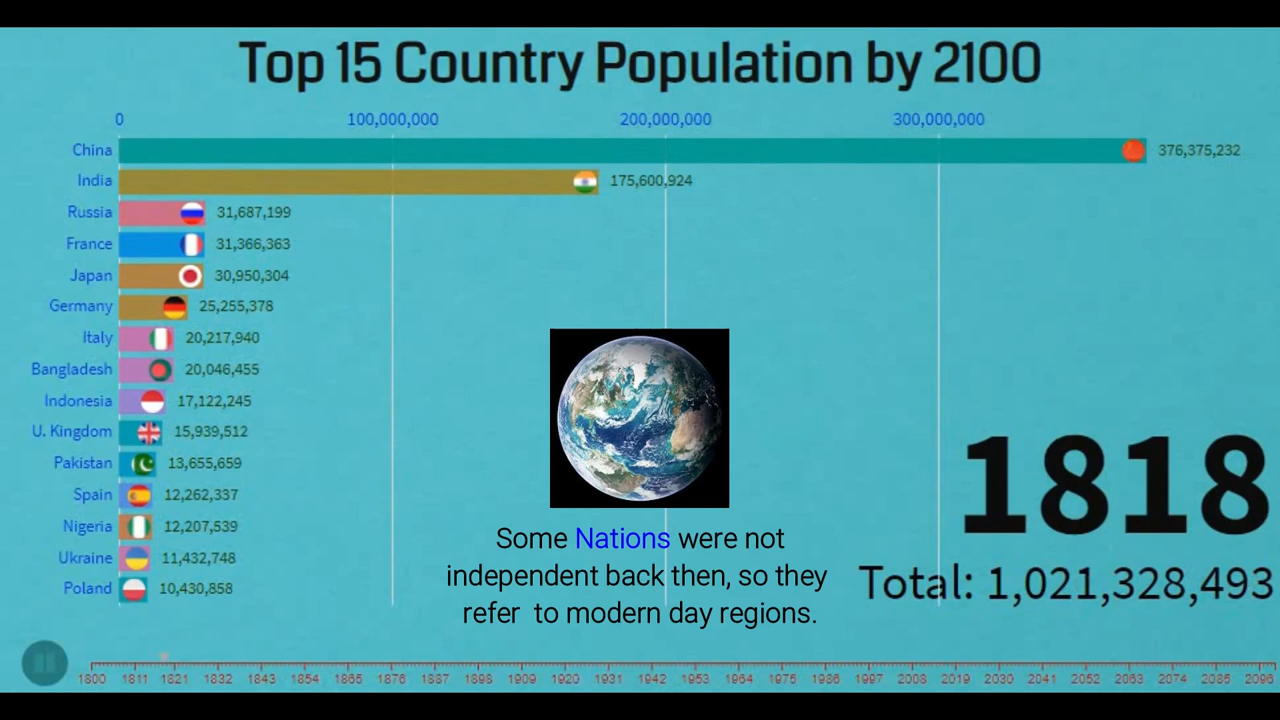 Top 15 Country Population by 2100
0 100,000,000 200,000,000 300,000,000
China 376,375,232
India 175,600,924
Russia 31,687,199
France 31,366,363
Japan 30,950,304
Germany 25,255,378
Italy 20,217,940
Bangladesh 20,046,455
Indonesia 17,122,245
U. Kingdom 15,939,512
Pakistan 13,655,659
Spain 12,262,337
Nigeria 12,207,539
Ukraine 11,432,748
Poland 10,430,858
Some Nations were not
independent back then, so they
refer to modern day regions.
1818
Total: 1,021,328,493
1800 1811 1821 1832 1843 1854 1865 1876 1887 1898 1909 1920 1931 1942 1953 1964 1975 1986 1997 2008 2019 2030 2041 2052 2063 2074 2085 2096